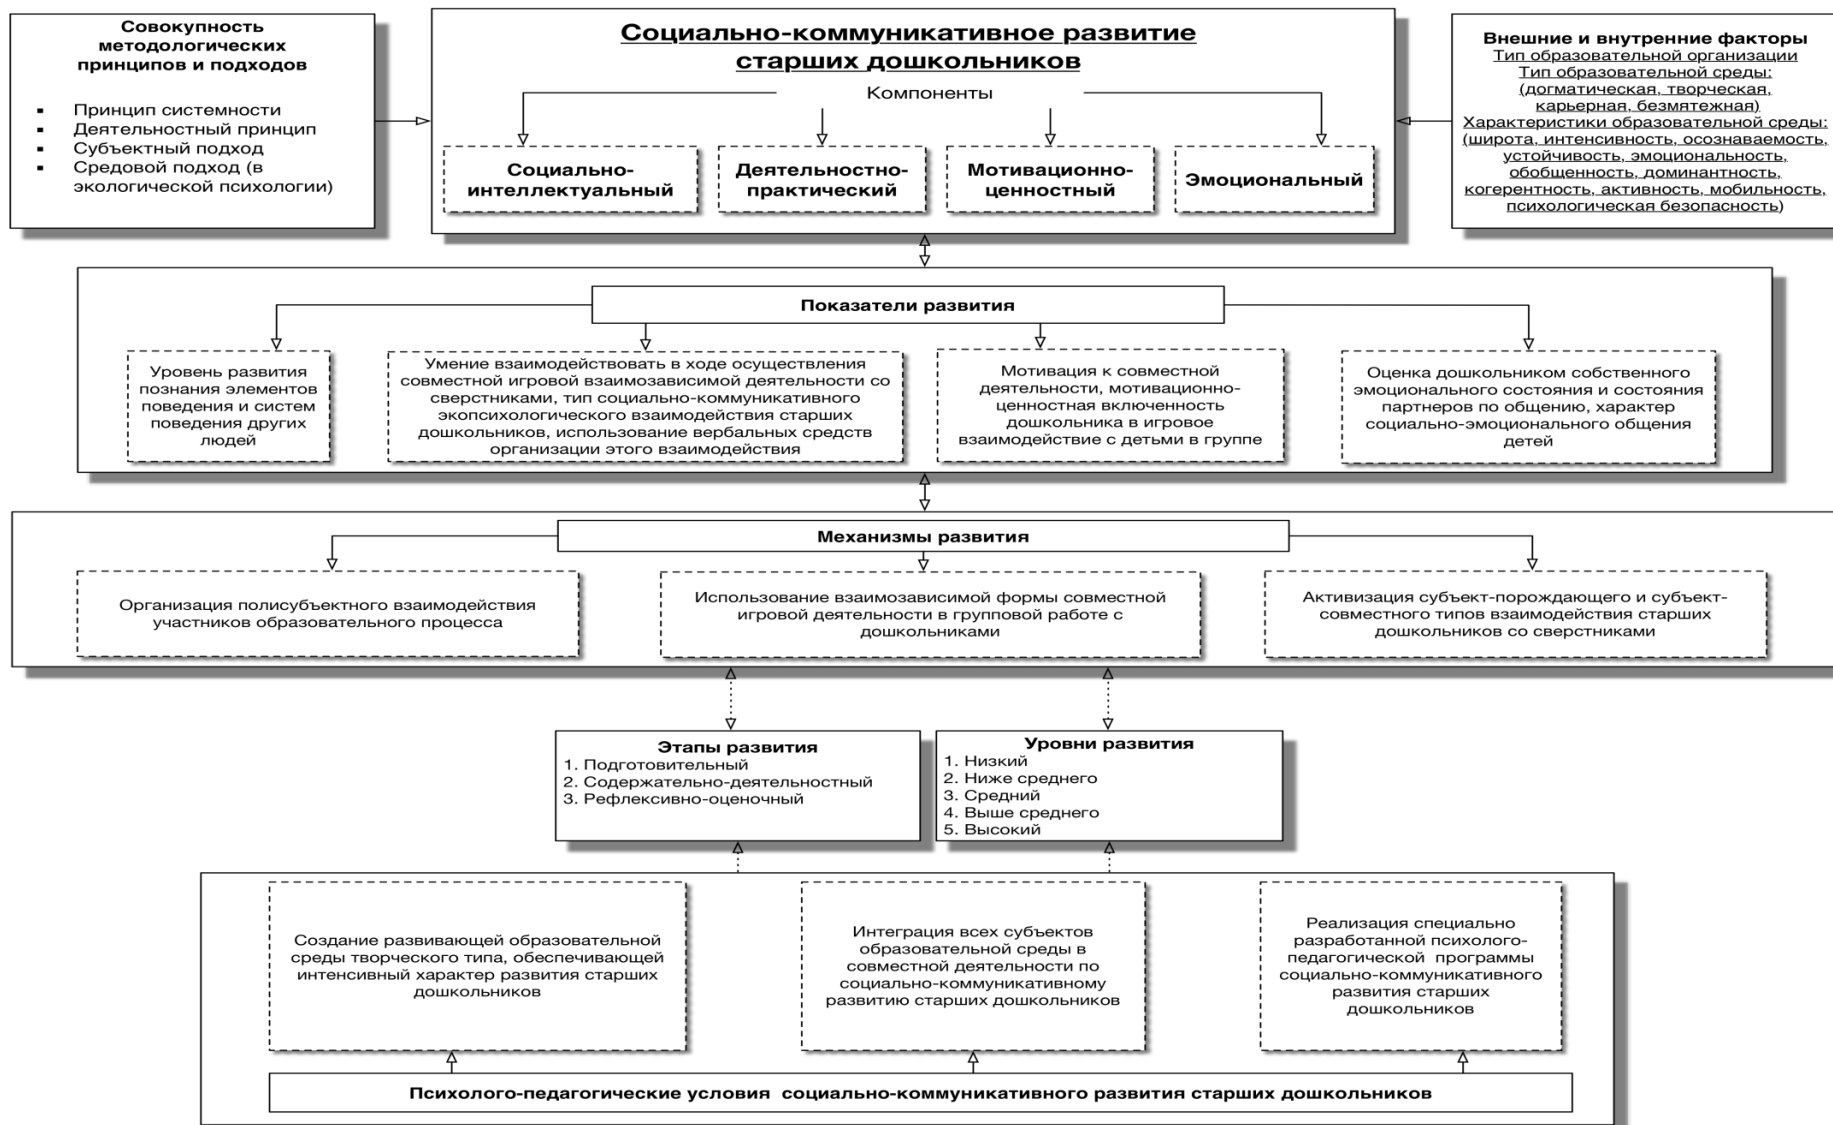 Совокупность
методологических
принципов и подходов
▪ Принцип системности
▪ Деятельностный принцип
▪ Субъектный подход
▪ Средовой подход (в
экологической психологии)
Социально-коммуникативное развитие
старших дошкольников
Компоненты
Социально-
интеллектуальный
Деятельностно-
практический
Мотивационно-
ценностный
Эмоциональный
Внешние и внутренние факторы
Тип образовательной организации
Тип образовательной среды:
(догматическая, творческая,
карьерная, безмятежная)
Характеристики образовательной среды:
(широта, интенсивность, осознаваемость,
устойчивость, эмоциональность,
обобщенность, доминантность,
когерентность, активность, мобильность,
психологическая безопасность)
Показатели развития
Уровень развития
познания элементов
поведения и систем
поведения других
людей
Умение взаимодействовать в ходе осуществления
совместной игровой взаимозависимой деятельности со
сверстниками, тип социально-коммуникативного
экопсихологического взаимодействия старших
дошкольников, использование вербальных средств
организации этого взаимодействия
Мотивация к совместной
деятельности, мотивационно-
ценностная включенность
дошкольника в игровое
взаимодействие с детьми в группе
Оценка дошкольником собственного
эмоционального состояния и состояния
партнеров по общению, характер
социально-эмоционального общения
детей
Механизмы развития
Организация полисубъектного взаимодействия
участников образовательного процесса
Использование взаимозависимой формы совместной
игровой деятельности в групповой работе с
дошкольниками
Активизация субъект-порождающего и субъект-
совместного типов взаимодействия старших
дошкольников со сверстниками
Этапы развития
1. Подготовительный
2. Содержательно-деятельностный
3. Рефлексивно-оценочный
Уровни развития
1. Низкий
2. Ниже среднего
3. Средний
4. Выше среднего
5. Высокий
Создание развивающей образовательной
среды творческого типа, обеспечивающей
интенсивный характер развития старших
дошкольников
Интеграция всех субъектов
образовательной среды в
совместной деятельности по
социально-коммуникативному
развитию старших дошкольников
Реализация специально
разработанной психолого-
педагогической программы
социально-коммуникативного
развития старших
дошкольников
Психолого-педагогические условия социально-коммуникативного развития старших дошкольников